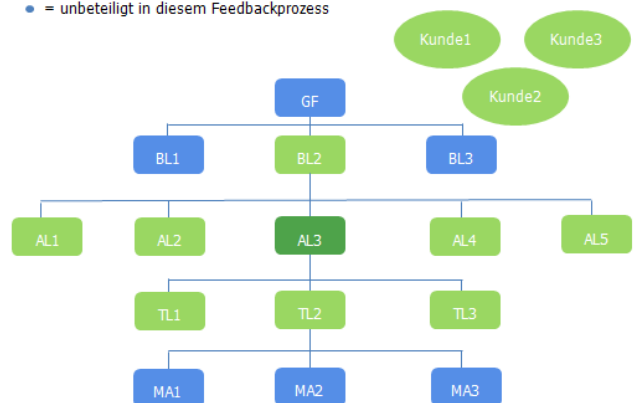 = unbeteiligt in diesem Feedbackprozess
Kunde1
Kunde3
Kunde2
GF
BL1
BL2
BL3
AL1
AL2
AL3
AL4
AL5
TL1
TL2
TL3
MA1
MA2
MA3